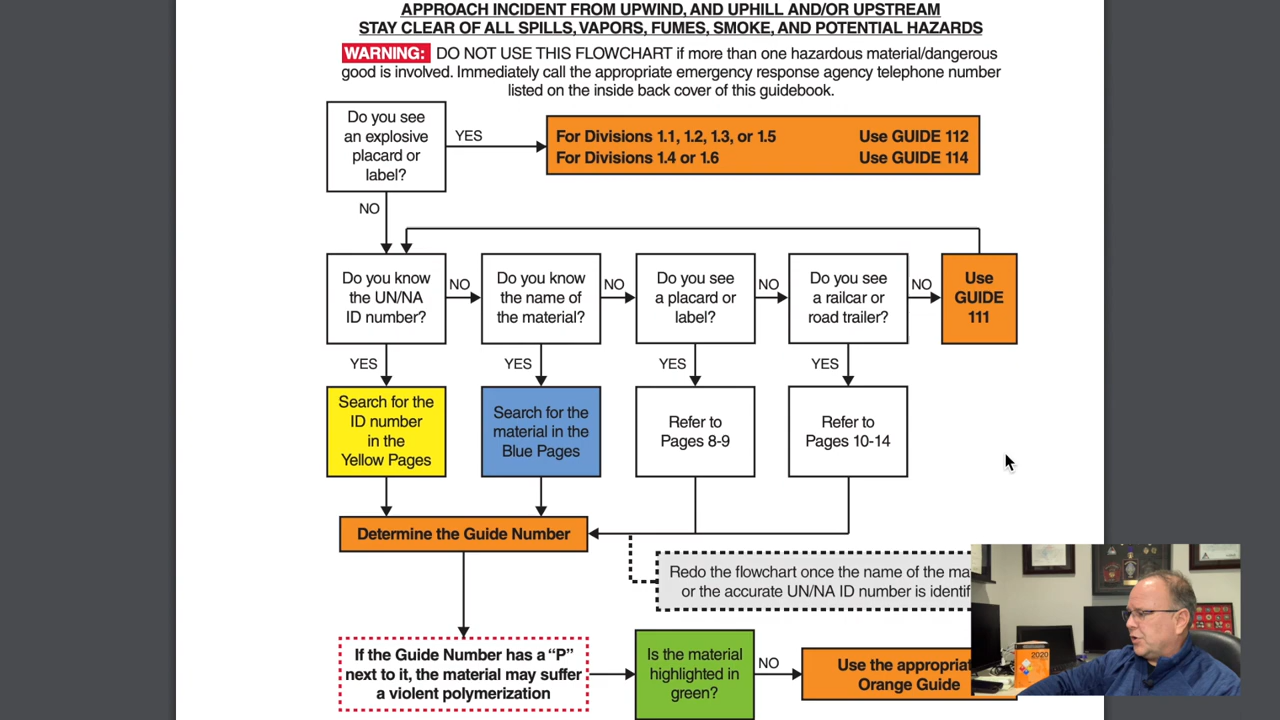 APPROACH INCIDENT FROM UPWIND, AND UPHILL AND/OR UPSTREAM
STAY CLEAR OF ALL SPILLS, VAPORS, FUMES, SMOKE, AND POTENTIAL HAZARDS
WARNING: DO NOT USE THIS FLOWCHART if more than one hazardous material/dangerous
good is involved. Immediately call the appropriate emergency response agency telephone number
listed on the inside back cover of this guidebook.
Do you see
an explosive
placard or
label?
YES
For Divisions 1.1, 1.2, 1.3, or 1.5 Use GUIDE 112
For Divisions 1.4 or 1.6 Use GUIDE 114
NO
Do you know
the UN/NA
ID number?
NO
Do you know
the name of
the material?
NO
Do you see
a placard or
label?
NO
Do you see
a railcar or
road trailer?
NO
Use
GUIDE
111
YES
YES
YES
YES
Search for the
ID number
in the
Yellow Pages
Search for the
material in the
Blue Pages
Refer to
Pages 8-9
Refer to
Pages 10-14
Determine the Guide Number
Redo the flowchart once the name of the ma
or the accurate UN/NA ID number is identif
If the Guide Number has a “P”
next to it, the material may suffer
a violent polymerization
Is the material
highlighted in
green?
NO
Use the appropriat
Orange Guide
2020